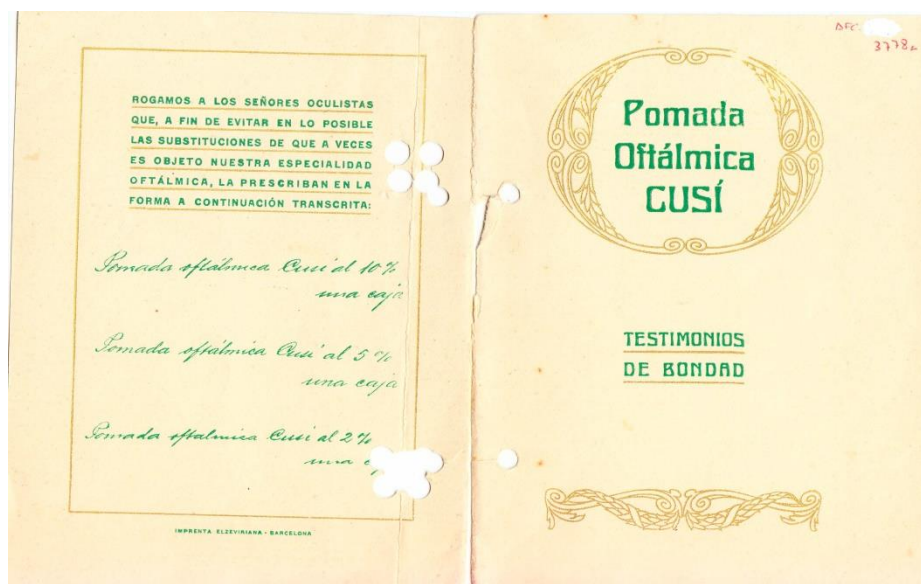 ROGAMOS A LOS SEÑORES OCULISTAS
QUE, A FIN DE EVITAR EN LO POSIBLE
LAS SUBSTITUCIONES DE QUE A VECES
ES OBJETO NUESTRA ESPECIALIDAD
OFTÁLMICA, LA PRESCRIBAN EN LA
FORMA A CONTINUACIÓN TRANSCRITA:
Pomada oftálmica Cusí al 10 %
una caja
Pomada oftálmica Cusí al 5 %
una caja
Pomada oftalmica Cusí al 2 %
una
IMPRENTA ELZEVIRIANA - BARCELONA
3778
Pomada
Oftálmica
CUSÍ
TESTIMONIOS
DE BONDAD